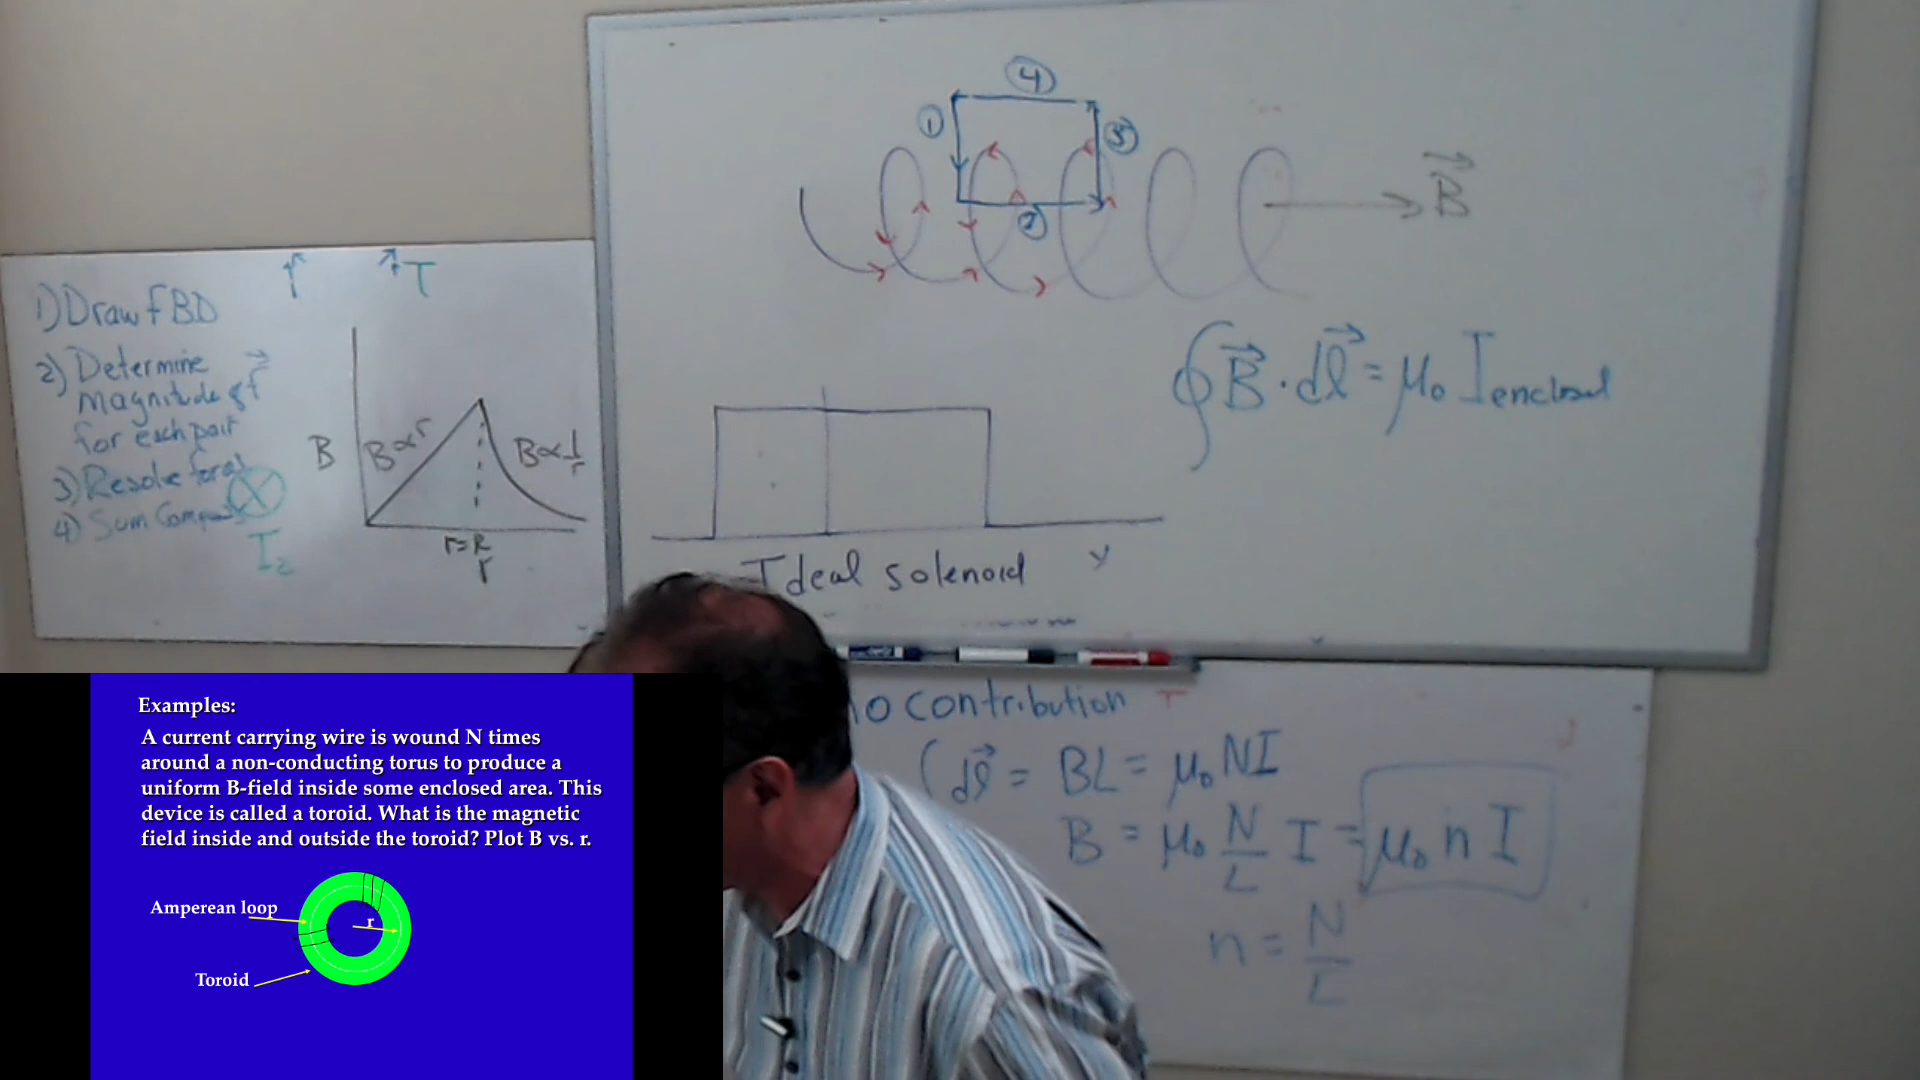 1) Draw FBD
2) Determine
magnitude of F
for each part
3) Resolve forces
4) Sum
I2
T
B
B∝r
B∝1/r
r=R
r
4
1
3
2
B
∮B·dl = μ0 Ienclosed
Ideal solenoid
y
no contribution
dl = BL = μ0 NI
B = μ0 N/L I = μ0 n I
n = N/L
Examples:
A current carrying wire is wound N times
around a non-conducting torus to produce a
uniform B-field inside some enclosed area. This
device is called a toroid. What is the magnetic
field inside and outside the toroid? Plot B vs. r.
Amperean loop
r
Toroid